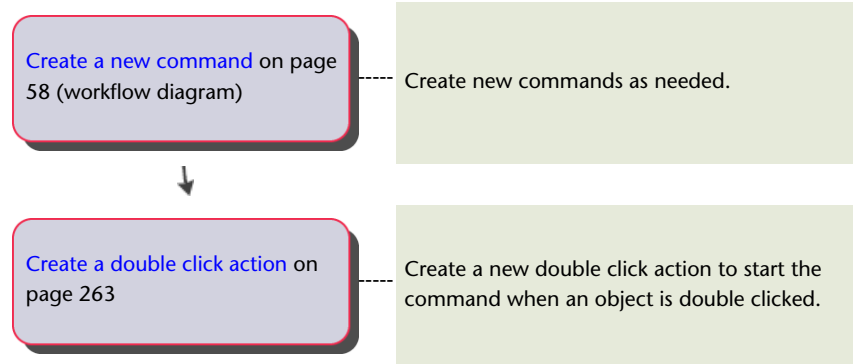 Create a new command on page
58 (workflow diagram)
Create new commands as needed.
Create a double click action on
page 263
Create a new double click action to start the
command when an object is double clicked.